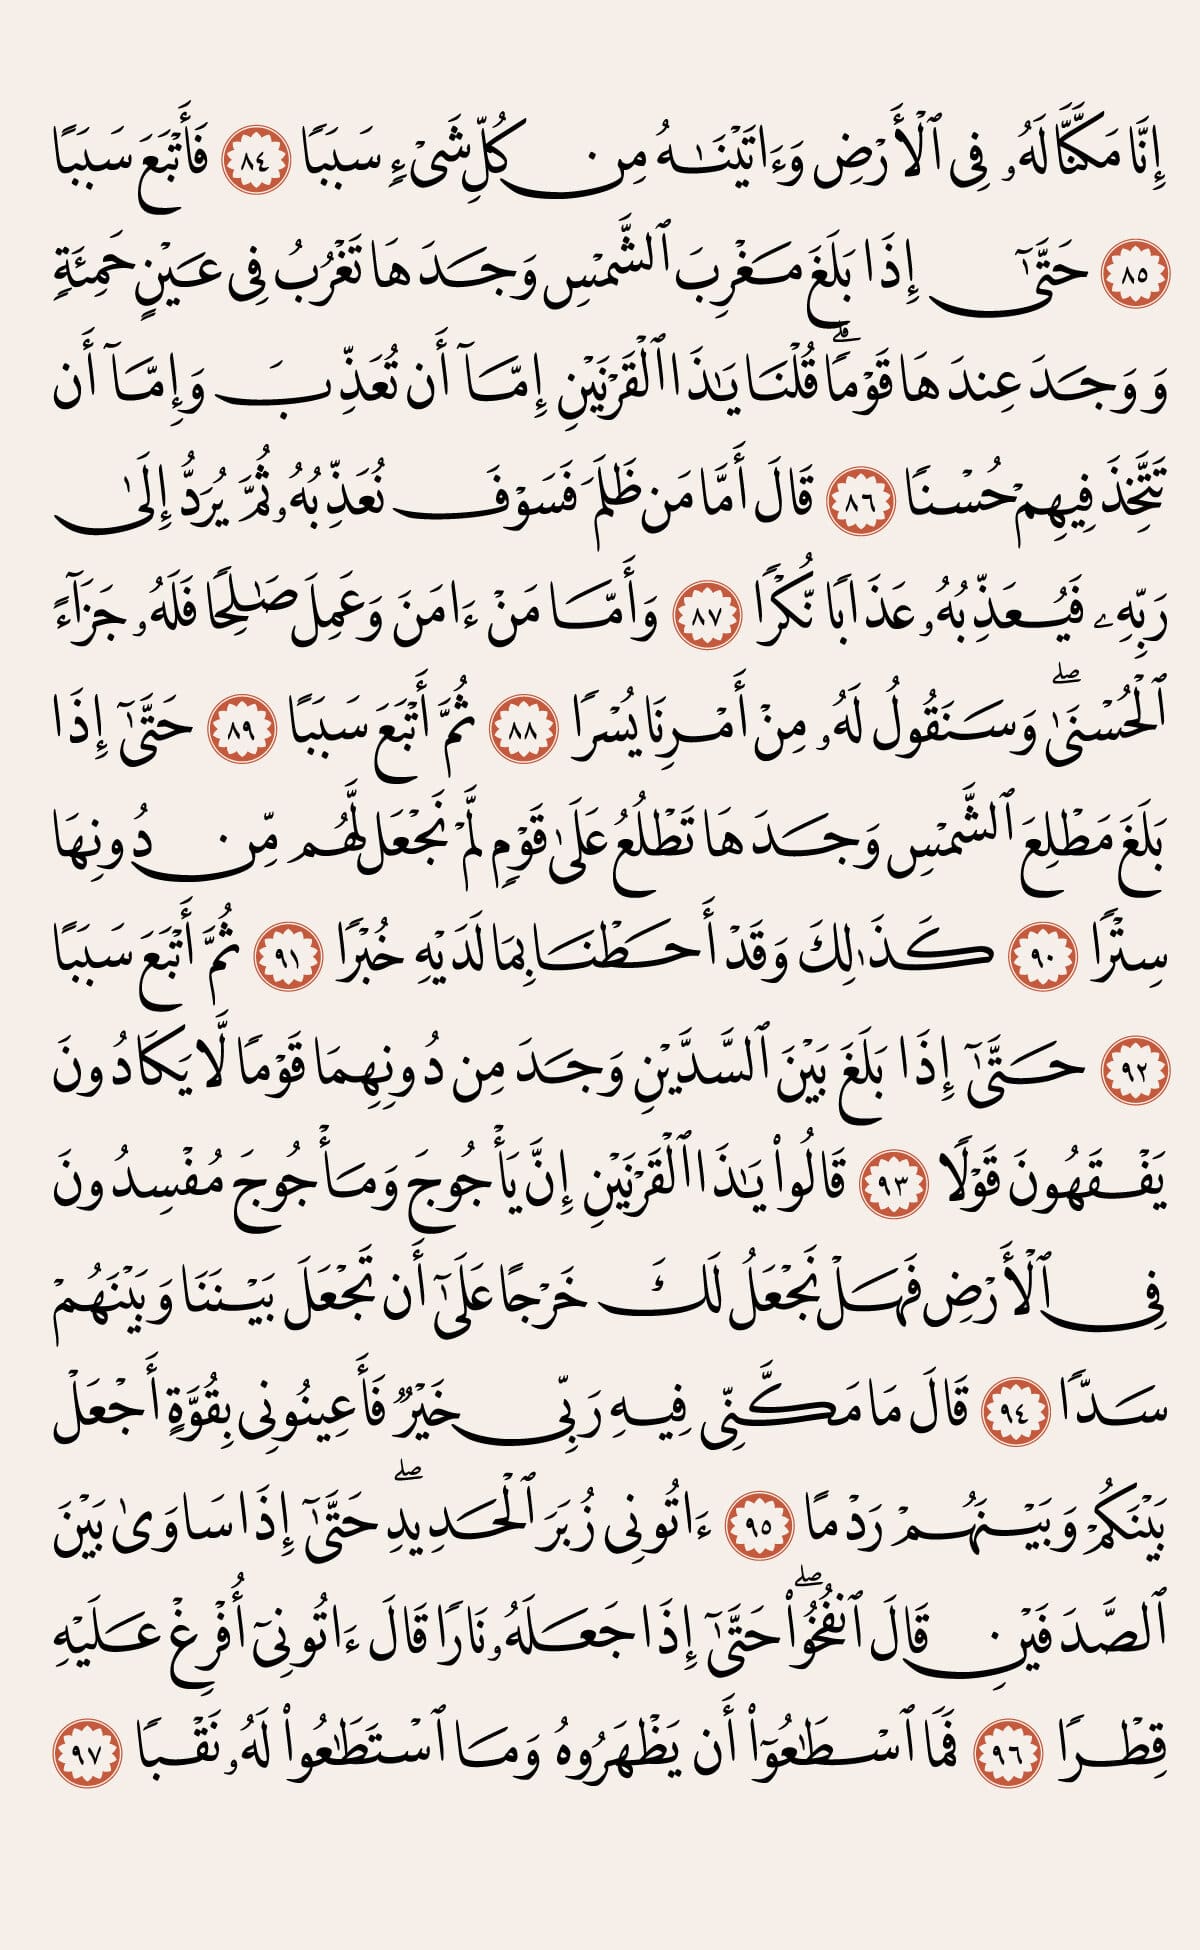 إِنَّا مَكَّنَّا لَهُۥ فِى ٱلْأَرْضِ وَءَاتَيْنَـٰهُ مِن كُلِّ شَىْءٍ سَبَبًا ٨٤ فَأَتْبَعَ سَبَبًا
٨٥ حَتَّىٰٓ إِذَا بَلَغَ مَغْرِبَ ٱلشَّمْسِ وَجَدَهَا تَغْرُبُ فِى عَيْنٍ حَمِئَةٍ
وَوَجَدَ عِندَهَا قَوْمًا ۗ قُلْنَا يَـٰذَا ٱلْقَرْنَيْنِ إِمَّآ أَن تُعَذِّبَ وَإِمَّآ أَن
تَتَّخِذَ فِيهِمْ حُسْنًا ٨٦ قَالَ أَمَّا مَن ظَلَمَ فَسَوْفَ نُعَذِّبُهُۥ ثُمَّ يُرَدُّ إِلَىٰ
رَبِّهِۦ فَيُعَذِّبُهُۥ عَذَابًا نُّكْرًا ٨٧ وَأَمَّا مَنْ ءَامَنَ وَعَمِلَ صَـٰلِحًا فَلَهُۥ جَزَآءً
ٱلْحُسْنَىٰ ۖ وَسَنَقُولُ لَهُۥ مِنْ أَمْرِنَا يُسْرًا ٨٨ ثُمَّ أَتْبَعَ سَبَبًا ٨٩ حَتَّىٰٓ إِذَا
بَلَغَ مَطْلِعَ ٱلشَّمْسِ وَجَدَهَا تَطْلُعُ عَلَىٰ قَوْمٍ لَّمْ نَجْعَل لَّهُم مِّن دُونِهَا
سِتْرًا ٩٠ كَذَٰلِكَ وَقَدْ أَحَطْنَا بِمَا لَدَيْهِ خُبْرًا ٩١ ثُمَّ أَتْبَعَ سَبَبًا
٩٢ حَتَّىٰٓ إِذَا بَلَغَ بَيْنَ ٱلسَّدَّيْنِ وَجَدَ مِن دُونِهِمَا قَوْمًا لَّا يَكَادُونَ
يَفْقَهُونَ قَوْلًا ٩٣ قَالُوا۟ يَـٰذَا ٱلْقَرْنَيْنِ إِنَّ يَأْجُوجَ وَمَأْجُوجَ مُفْسِدُونَ
فِى ٱلْأَرْضِ فَهَلْ نَجْعَلُ لَكَ خَرْجًا عَلَىٰٓ أَن تَجْعَلَ بَيْنَنَا وَبَيْنَهُمْ
سَدًّا ٩٤ قَالَ مَا مَكَّنِّى فِيهِ رَبِّى خَيْرٌ فَأَعِينُونِى بِقُوَّةٍ أَجْعَلْ
بَيْنَكُمْ وَبَيْنَهُمْ رَدْمًا ٩٥ ءَاتُونِى زُبَرَ ٱلْحَدِيدِ ۖ حَتَّىٰٓ إِذَا سَاوَىٰ بَيْنَ
ٱلصَّدَفَيْنِ قَالَ ٱنفُخُوا۟ ۖ حَتَّىٰٓ إِذَا جَعَلَهُۥ نَارًا قَالَ ءَاتُونِىٓ أُفْرِغْ عَلَيْهِ
قِطْرًا ٩٦ فَمَا ٱسْطَـٰعُوٓا۟ أَن يَظْهَرُوهُ وَمَا ٱسْتَطَـٰعُوا۟ لَهُۥ نَقْبًا ٩٧